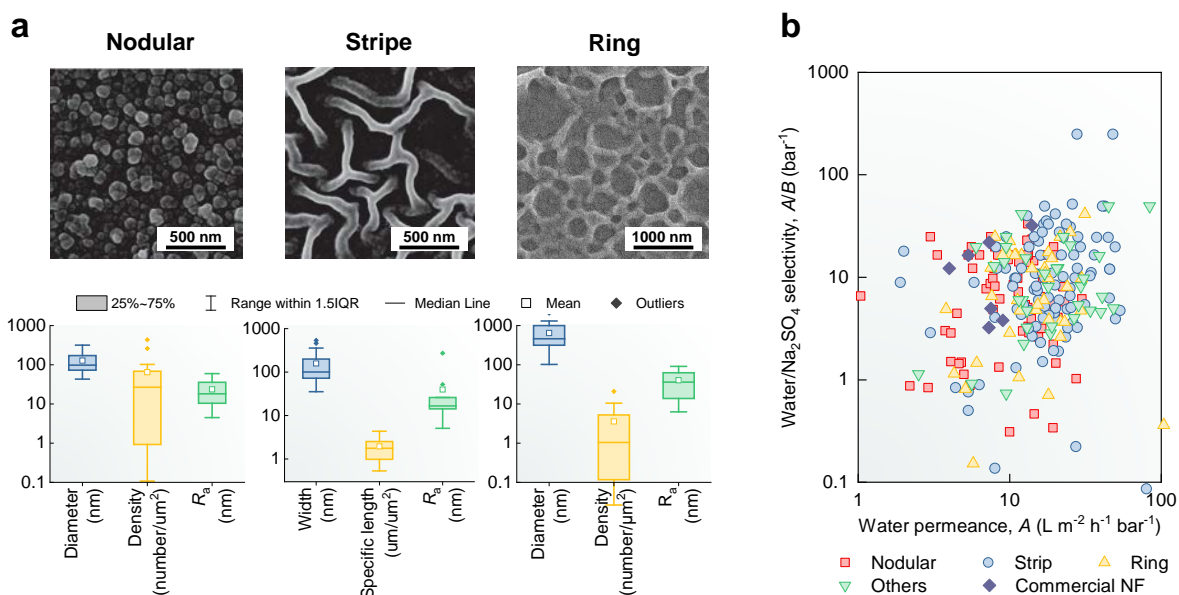 a
Nodular
Stripe
Ring
500 nm
500 nm
1000 nm
25%~75%
Range within 1.5IQR
Median Line
Mean
Outliers
1000
100
10
1
0.1
Diameter
(nm)
Density
(number/um²)
Rₐ
(nm)
1000
100
10
1
Width
(nm)
Specific length
(um/um²)
Rₐ
(nm)
1000
100
10
1
0.1
Diameter
(nm)
Density
(number/µm²)
Rₐ
(nm)
b
Water/Na₂SO₄ selectivity, A/B (bar⁻¹)
1000
100
10
1
0.1
1
10
100
Water permeance, A (L m⁻² h⁻¹ bar⁻¹)
Nodular
Strip
Ring
Others
Commercial NF